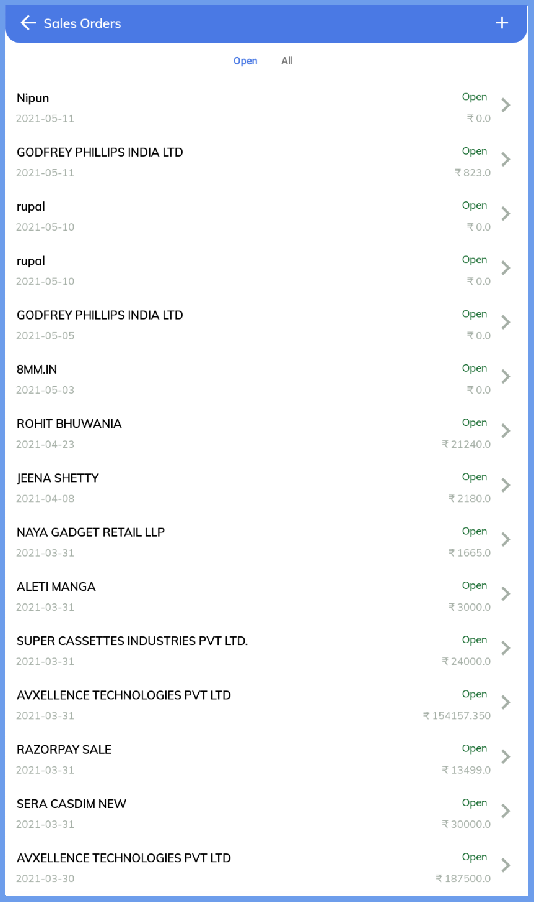 Sales Orders
Open All
Nipun Open
2021-05-11 ₹ 0.0
GODFREY PHILLIPS INDIA LTD Open
2021-05-11 ₹ 823.0
rupal Open
2021-05-10 ₹ 0.0
rupal Open
2021-05-10 ₹ 0.0
GODFREY PHILLIPS INDIA LTD Open
2021-05-05 ₹ 0.0
8MM.IN Open
2021-05-03 ₹ 0.0
ROHIT BHUWANIA Open
2021-04-23 ₹ 21240.0
JEENA SHETTY Open
2021-04-08 ₹ 2180.0
NAYA GADGET RETAIL LLP Open
2021-03-31 ₹ 1665.0
ALETI MANGA Open
2021-03-31 ₹ 3000.0
SUPER CASSETTES INDUSTRIES PVT LTD. Open
2021-03-31 ₹ 24000.0
AVXELLENCE TECHNOLOGIES PVT LTD Open
2021-03-31 ₹ 154157.350
RAZORPAY SALE Open
2021-03-31 ₹ 13499.0
SERA CASDIM NEW Open
2021-03-31 ₹ 30000.0
AVXELLENCE TECHNOLOGIES PVT LTD Open
2021-03-30 ₹ 187500.0